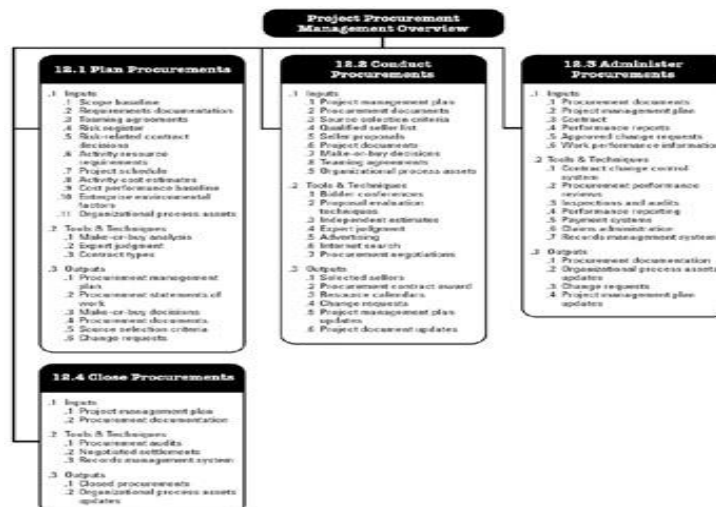 Project Procurement
Management Overview
12.1 Plan Procurements
.1 Inputs
.1 Scope baseline
.2 Requirements documentation
.3 Teaming agreements
.4 Risk register
.5 Risk-related contract
decisions
.6 Activity resource
requirements
.7 Project schedule
.8 Activity cost estimates
.9 Cost performance baseline
.10 Enterprise environmental
factors
.11 Organizational process assets
.2 Tools & Techniques
.1 Make-or-buy analysis
.2 Expert judgment
.3 Contract types
.3 Outputs
.1 Procurement management
plan
.2 Procurement statements of
work
.3 Make-or-buy decisions
.4 Procurement documents
.5 Source selection criteria
.6 Change requests
12.2 Conduct
Procurements
.1 Inputs
.1 Project management plan
.2 Procurement documents
.3 Source selection criteria
.4 Qualified seller list
.5 Seller proposals
.6 Project documents
.7 Make-or-buy decisions
.8 Teaming agreements
.9 Organizational process assets
.2 Tools & Techniques
.1 Bidder conferences
.2 Proposal evaluation
techniques
.3 Independent estimates
.4 Expert judgment
.5 Advertising
.6 Internet search
.7 Procurement negotiations
.3 Outputs
.1 Selected sellers
.2 Procurement contract award
.3 Resource calendars
.4 Change requests
.5 Project management plan
updates
.6 Project document updates
12.3 Administer
Procurements
.1 Inputs
.1 Procurement documents
.2 Project management plan
.3 Contract
.4 Performance reports
.5 Approved change requests
.6 Work performance information
.2 Tools & Techniques
.1 Contract change control
system
.2 Procurement performance
reviews
.3 Inspections and audits
.4 Performance reporting
.5 Payment systems
.6 Claims administration
.7 Records management system
.3 Outputs
.1 Procurement documentation
.2 Organizational process assets
updates
.3 Change requests
.4 Project management plan
updates
12.4 Close Procurements
.1 Inputs
.1 Project management plan
.2 Procurement documentation
.2 Tools & Techniques
.1 Procurement audits
.2 Negotiated settlements
.3 Records management system
.3 Outputs
.1 Closed procurements
.2 Organizational process assets
updates